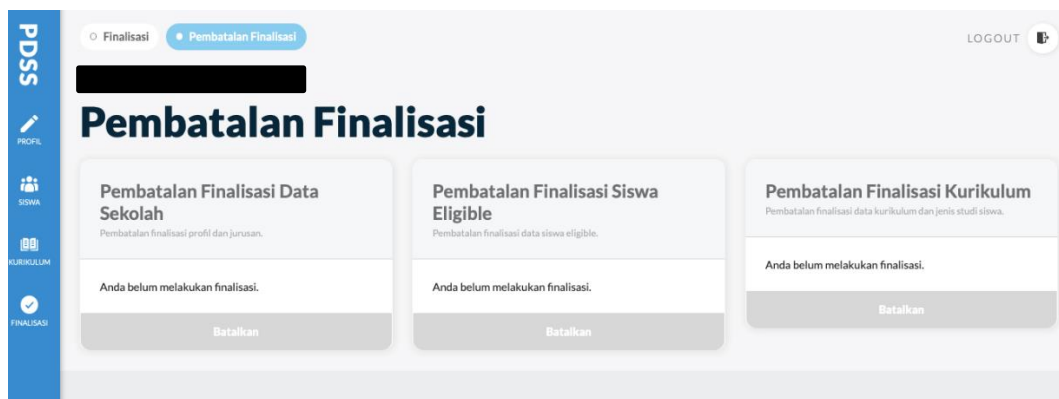 PDSS
PROFIL
SISWA
KURIKULUM
FINALISASI
Finalisasi
Pembatalan Finalisasi
LOGOUT
Pembatalan Finalisasi
Pembatalan Finalisasi Data
Sekolah
Pembatalan finalisasi profil dan jurusan.
Anda belum melakukan finalisasi.
Batalkan
Pembatalan Finalisasi Siswa
Eligible
Pembatalan finalisasi data siswa eligible.
Anda belum melakukan finalisasi.
Batalkan
Pembatalan Finalisasi Kurikulum
Pembatalan finalisasi data kurikulum dan jenis studi siswa.
Anda belum melakukan finalisasi.
Batalkan